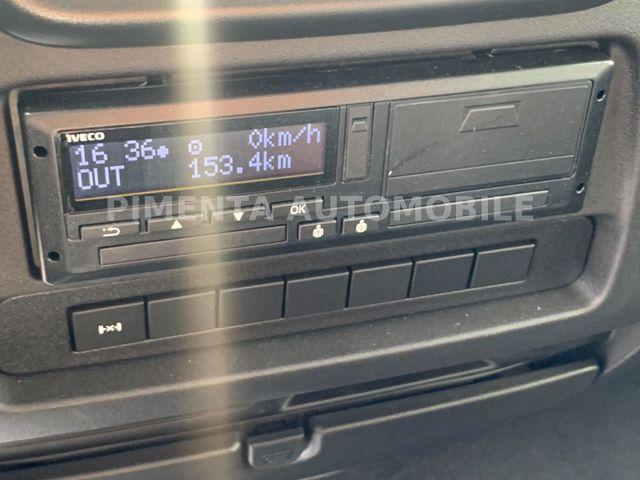 IVECO
16 36● 0km/h
OUT 153.4km
OK
PIMENTA AUTOMOBILE